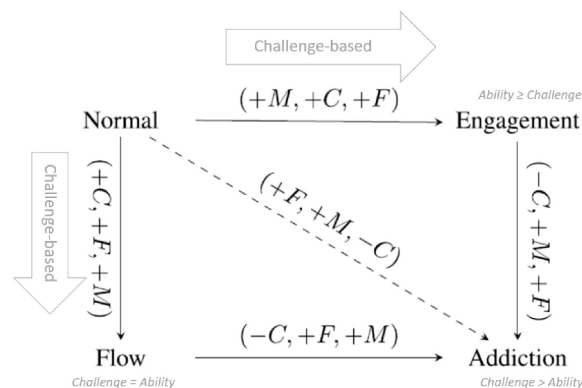 Challenge-based
(+M, +C, +F)
Ability ≥ Challenge
Normal
Engagement
Challenge-based
(+C, +F, +M)
(+F, +M, −C)
(−C, +M, +F)
(−C, +F, +M)
Flow
Addiction
Challenge = Ability
Challenge > Ability